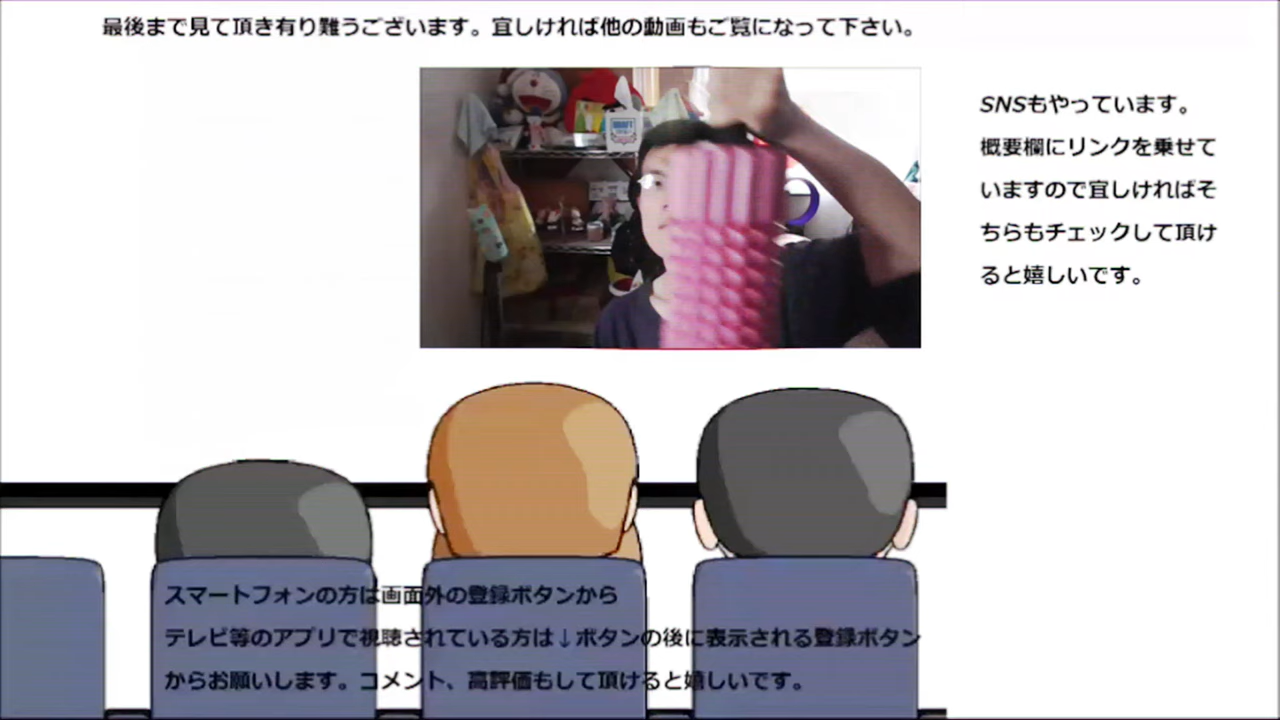 最後まで見て頂き有り難うございます。宜しければ他の動画もご覧になって下さい。
SNSもやっています。
概要欄にリンクを乗せて
いますので宜しければそ
ちらもチェックして頂け
ると嬉しいです。
スマートフォンの方は画面外の登録ボタンから
テレビ等のアプリで視聴されている方は↓ボタンの後に表示される登録ボタン
からお願いします。コメント、高評価もして頂けると嬉しいです。